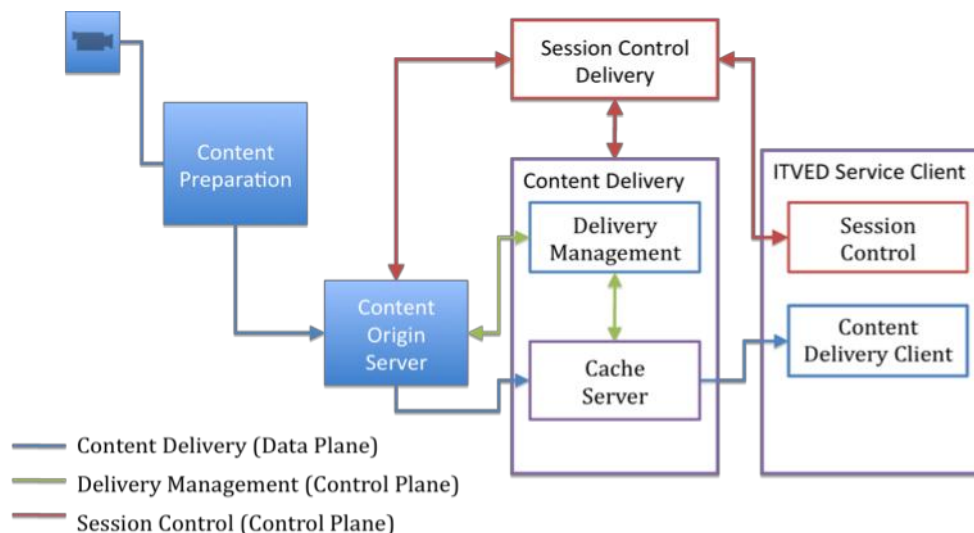 Session Control
Delivery
Content
Preparation
Content Delivery
ITVED Service Client
Delivery
Management
Session
Control
Content
Origin
Server
Content
Delivery Client
Cache
Server
Content Delivery (Data Plane)
Delivery Management (Control Plane)
Session Control (Control Plane)